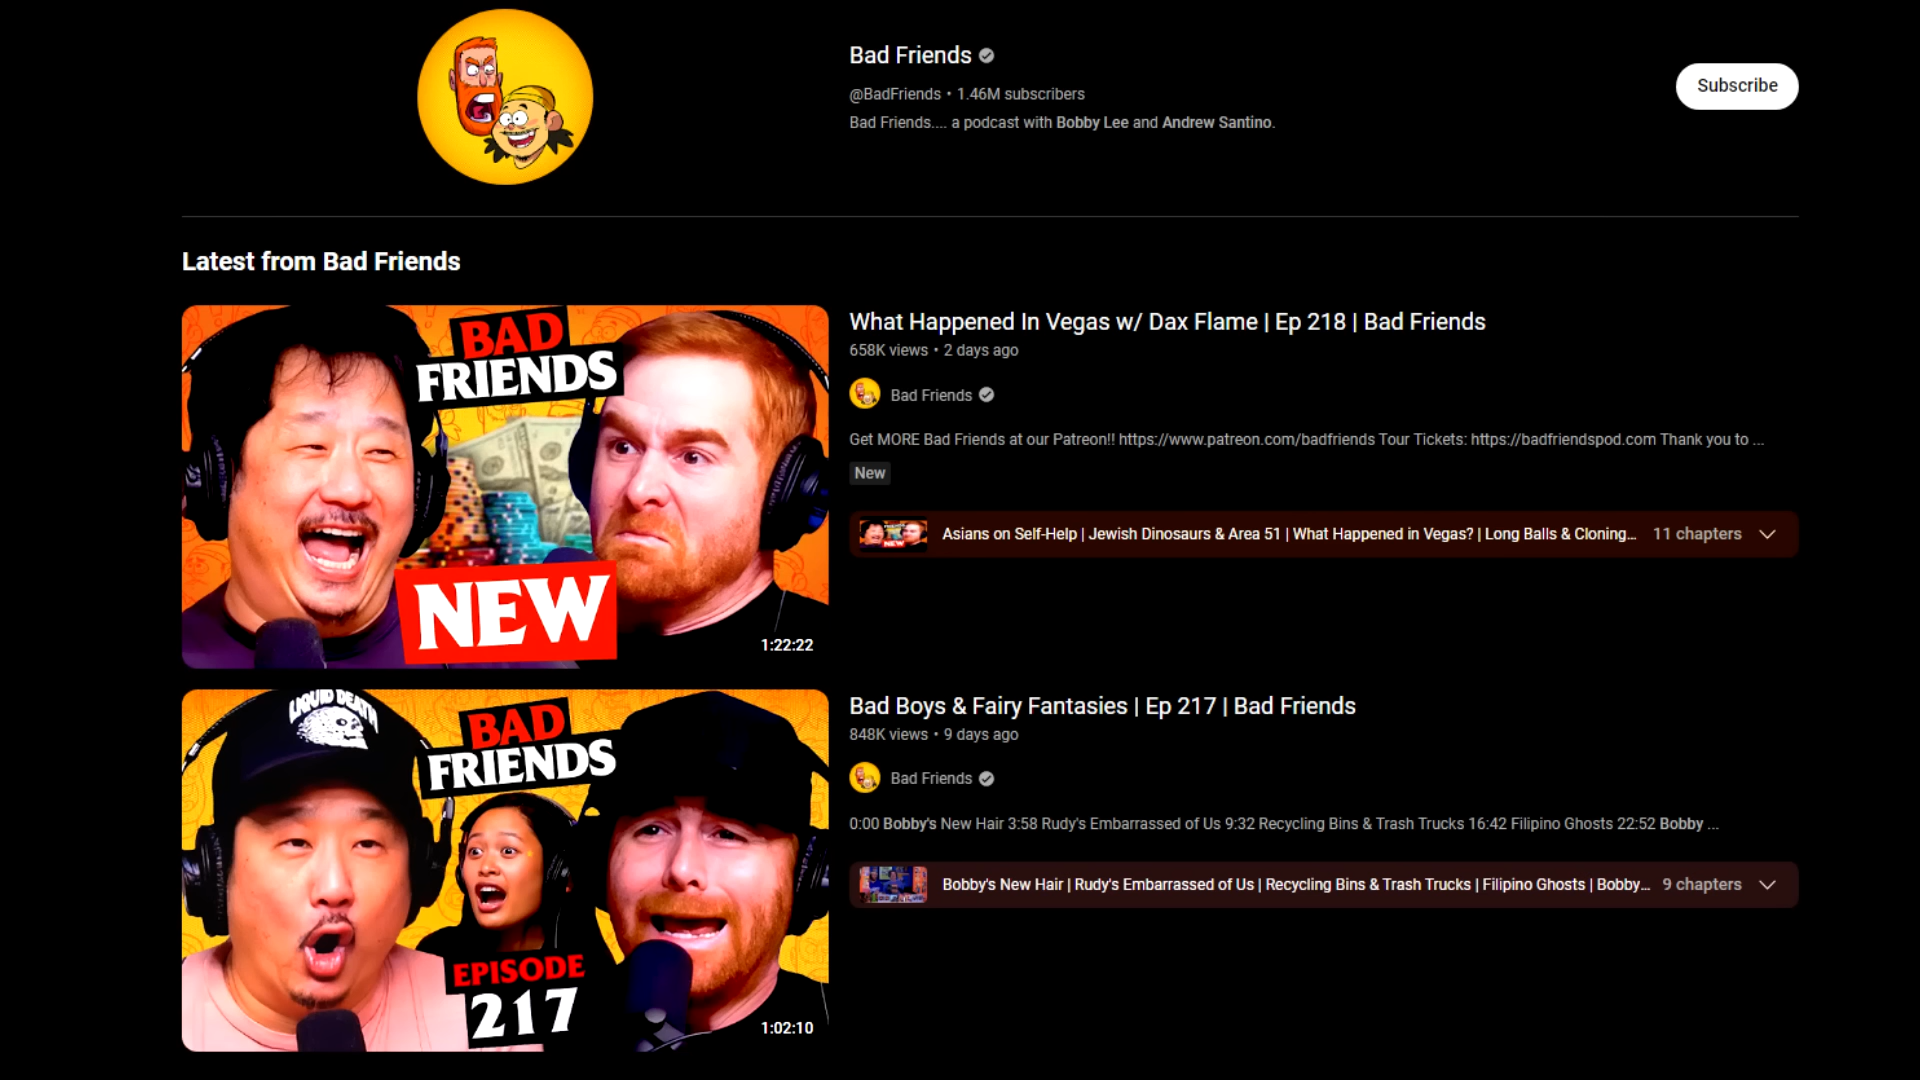 Bad Friends
@BadFriends • 1.46M subscribers
Bad Friends.... a podcast with Bobby Lee and Andrew Santino.
Subscribe
Latest from Bad Friends
BAD
FRIENDS
NEW
1:22:22
What Happened In Vegas w/ Dax Flame | Ep 218 | Bad Friends
658K views • 2 days ago
Bad Friends
Get MORE Bad Friends at our Patreon!! https://www.patreon.com/badfriends Tour Tickets: https://badfriendspod.com Thank you to ...
New
Asians on Self-Help | Jewish Dinosaurs & Area 51 | What Happened in Vegas? | Long Balls & Cloning... 11 chapters
LIQUID DEATH
BAD
FRIENDS
EPISODE
217
1:02:10
Bad Boys & Fairy Fantasies | Ep 217 | Bad Friends
848K views • 9 days ago
Bad Friends
0:00 Bobby's New Hair 3:58 Rudy's Embarrassed of Us 9:32 Recycling Bins & Trash Trucks 16:42 Filipino Ghosts 22:52 Bobby ...
Bobby's New Hair | Rudy's Embarrassed of Us | Recycling Bins & Trash Trucks | Filipino Ghosts | Bobby... 9 chapters